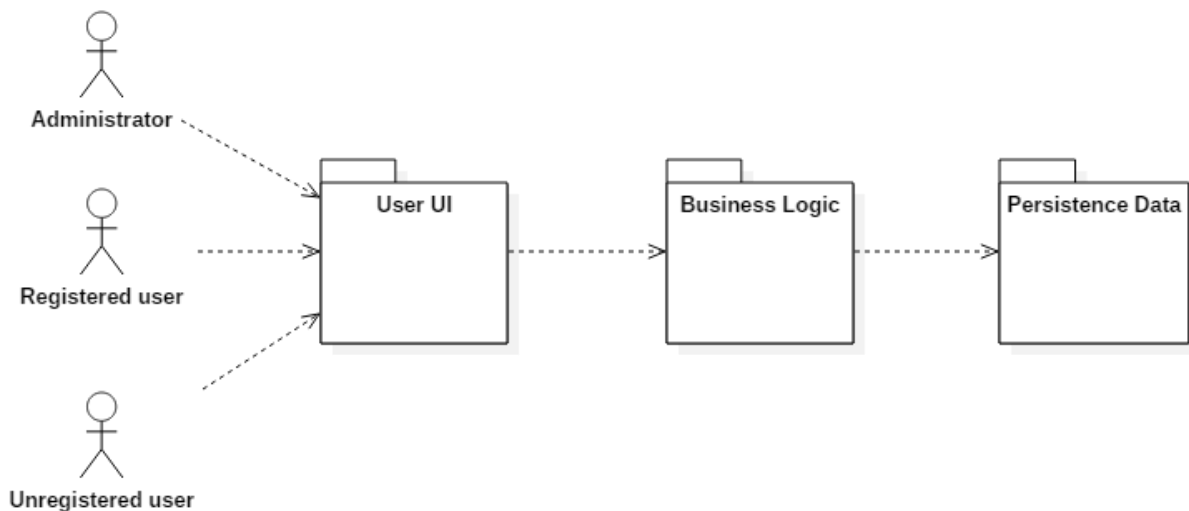 Administrator
User UI
Business Logic
Persistence Data
Registered user
Unregistered user